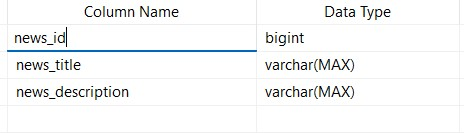 Column Name Data Type
news_id bigint
news_title varchar(MAX)
news_description varchar(MAX)